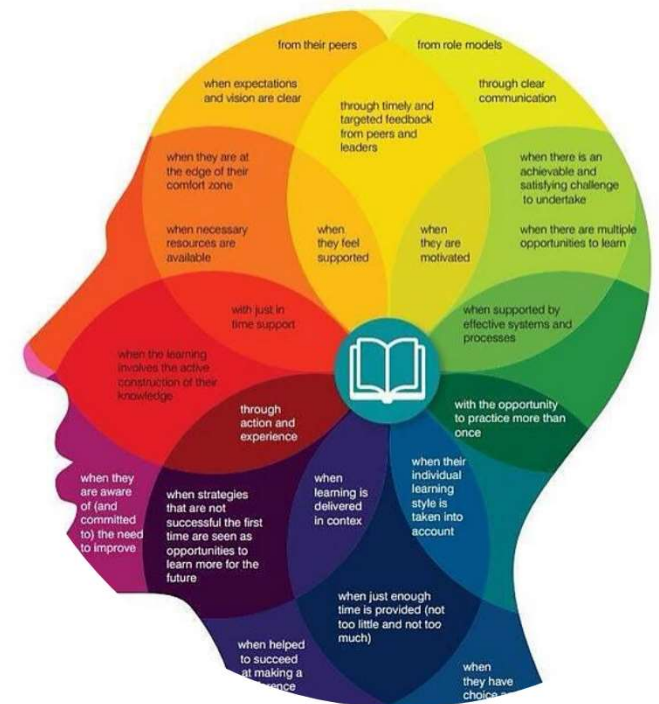 from their peers
from role models
when expectations
and vision are clear
through clear
communication
through timely and
targeted feedback
from peers and
leaders
when they are at
the edge of their
comfort zone
when there is an
achievable and
satisfying challenge
to undertake
when necessary
resources are
available
when
they feel
supported
when
they are
motivated
when there are multiple
opportunities to learn
with just in
time support
when supported by
effective systems and
processes
when the learning
involves the active
construction of their
knowledge
through
action and
experience
with the opportunity
to practice more than
once
when they
are aware
of (and
committed
to) the need
to improve
when strategies
that are not
successful the first
time are seen as
opportunities to
learn more for the
future
when
learning is
delivered
in contex
when their
individual
learning
style is
taken into
account
when just enough
time is provided (not
too little and not too
much)
when helped
to succeed
at making a
when
they have
choice